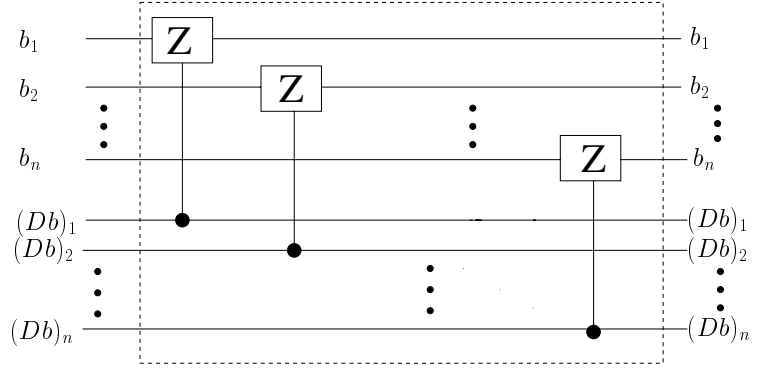 b₁ Z b₁
b₂ Z b₂
bₙ Z bₙ
(Db)₁ (Db)₁
(Db)₂ (Db)₂
(Db)ₙ (Db)ₙ